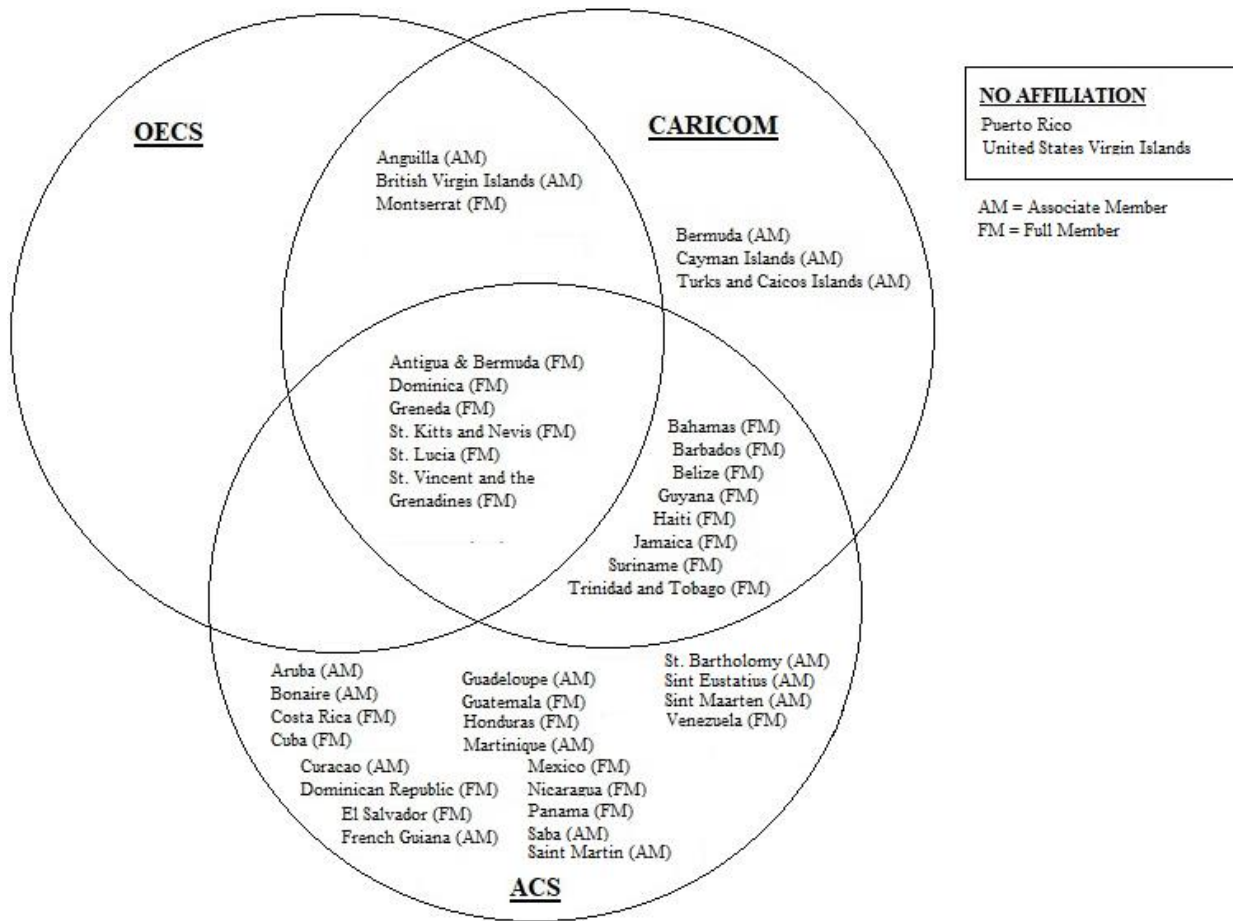 OECS
CARICOM
NO AFFILIATION
Puerto Rico
United States Virgin Islands
AM = Associate Member
FM = Full Member
Anguilla (AM)
British Virgin Islands (AM)
Montserrat (FM)
Bermuda (AM)
Cayman Islands (AM)
Turks and Caicos Islands (AM)
Antigua & Bermuda (FM)
Dominica (FM)
Greneda (FM)
St. Kitts and Nevis (FM)
St. Lucia (FM)
St. Vincent and the
Grenadines (FM)
Bahamas (FM)
Barbados (FM)
Belize (FM)
Guyana (FM)
Haiti (FM)
Jamaica (FM)
Suriname (FM)
Trinidad and Tobago (FM)
Aruba (AM)
Bonaire (AM)
Costa Rica (FM)
Cuba (FM)
Curacao (AM)
Dominican Republic (FM)
El Salvador (FM)
French Guiana (AM)
Guadeloupe (AM)
Guatemala (FM)
Honduras (FM)
Martinique (AM)
Mexico (FM)
Nicaragua (FM)
Panama (FM)
Saba (AM)
Saint Martin (AM)
St. Bartholomy (AM)
Sint Eustatius (AM)
Sint Maarten (AM)
Venezuela (FM)
ACS